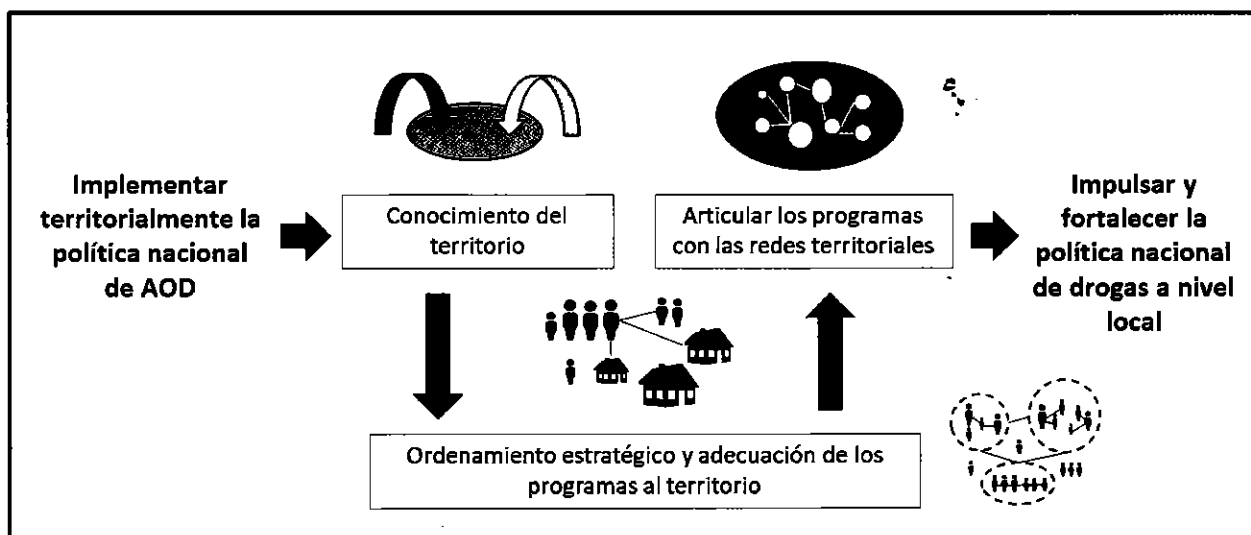 Implementar
territorialmente la
política nacional
de AOD
Conocimiento del
territorio
Ordenamiento estratégico y adecuación de los
programas al territorio
Articular los programas
con las redes territoriales
Impulsar y
fortalecer la
política nacional
de drogas a nivel
local